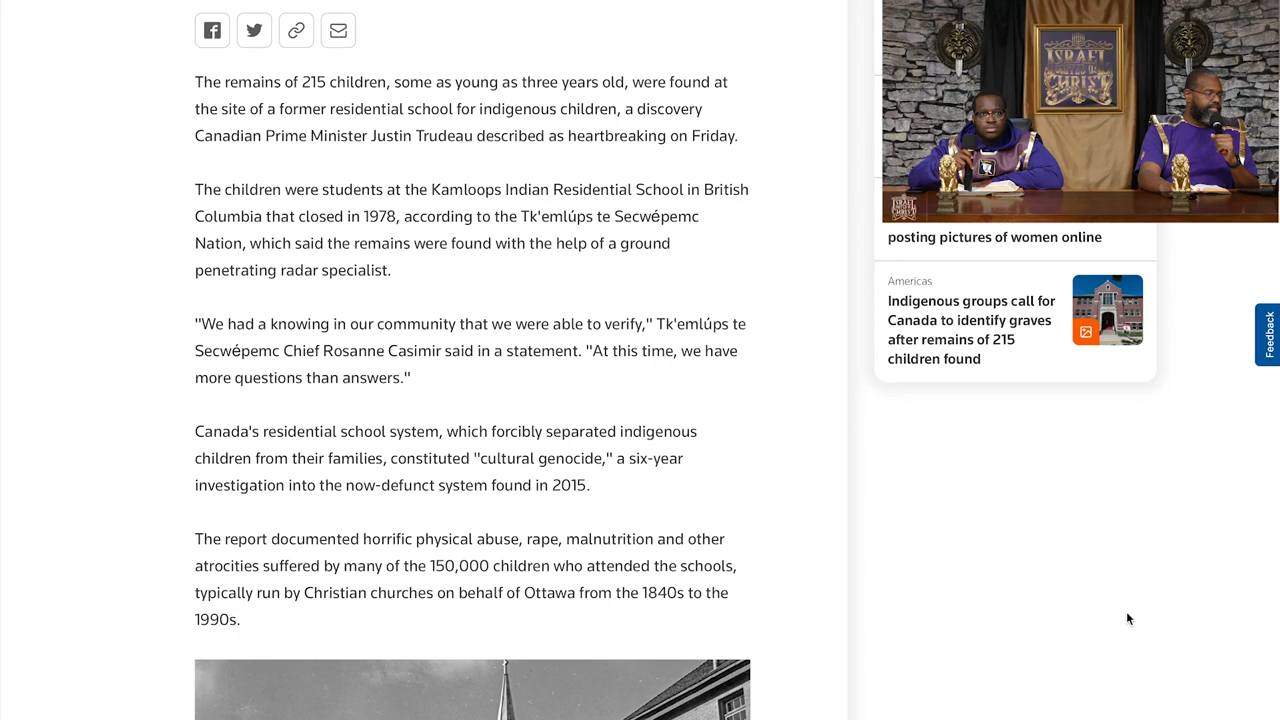 The remains of 215 children, some as young as three years old, were found at
the site of a former residential school for indigenous children, a discovery
Canadian Prime Minister Justin Trudeau described as heartbreaking on Friday.
The children were students at the Kamloops Indian Residential School in British
Columbia that closed in 1978, according to the Tk'emlúps te Secwépemc
Nation, which said the remains were found with the help of a ground
penetrating radar specialist.
"We had a knowing in our community that we were able to verify," Tk'emlúps te
Secwépemc Chief Rosanne Casimir said in a statement. "At this time, we have
more questions than answers."
Canada's residential school system, which forcibly separated indigenous
children from their families, constituted "cultural genocide," a six-year
investigation into the now-defunct system found in 2015.
The report documented horrific physical abuse, rape, malnutrition and other
atrocities suffered by many of the 150,000 children who attended the schools,
typically run by Christian churches on behalf of Ottawa from the 1840s to the
1990s.
ISRAEL
UNITED IN
CHRIST
posting pictures of women online
Americas
Indigenous groups call for
Canada to identify graves
after remains of 215
children found
Feedback